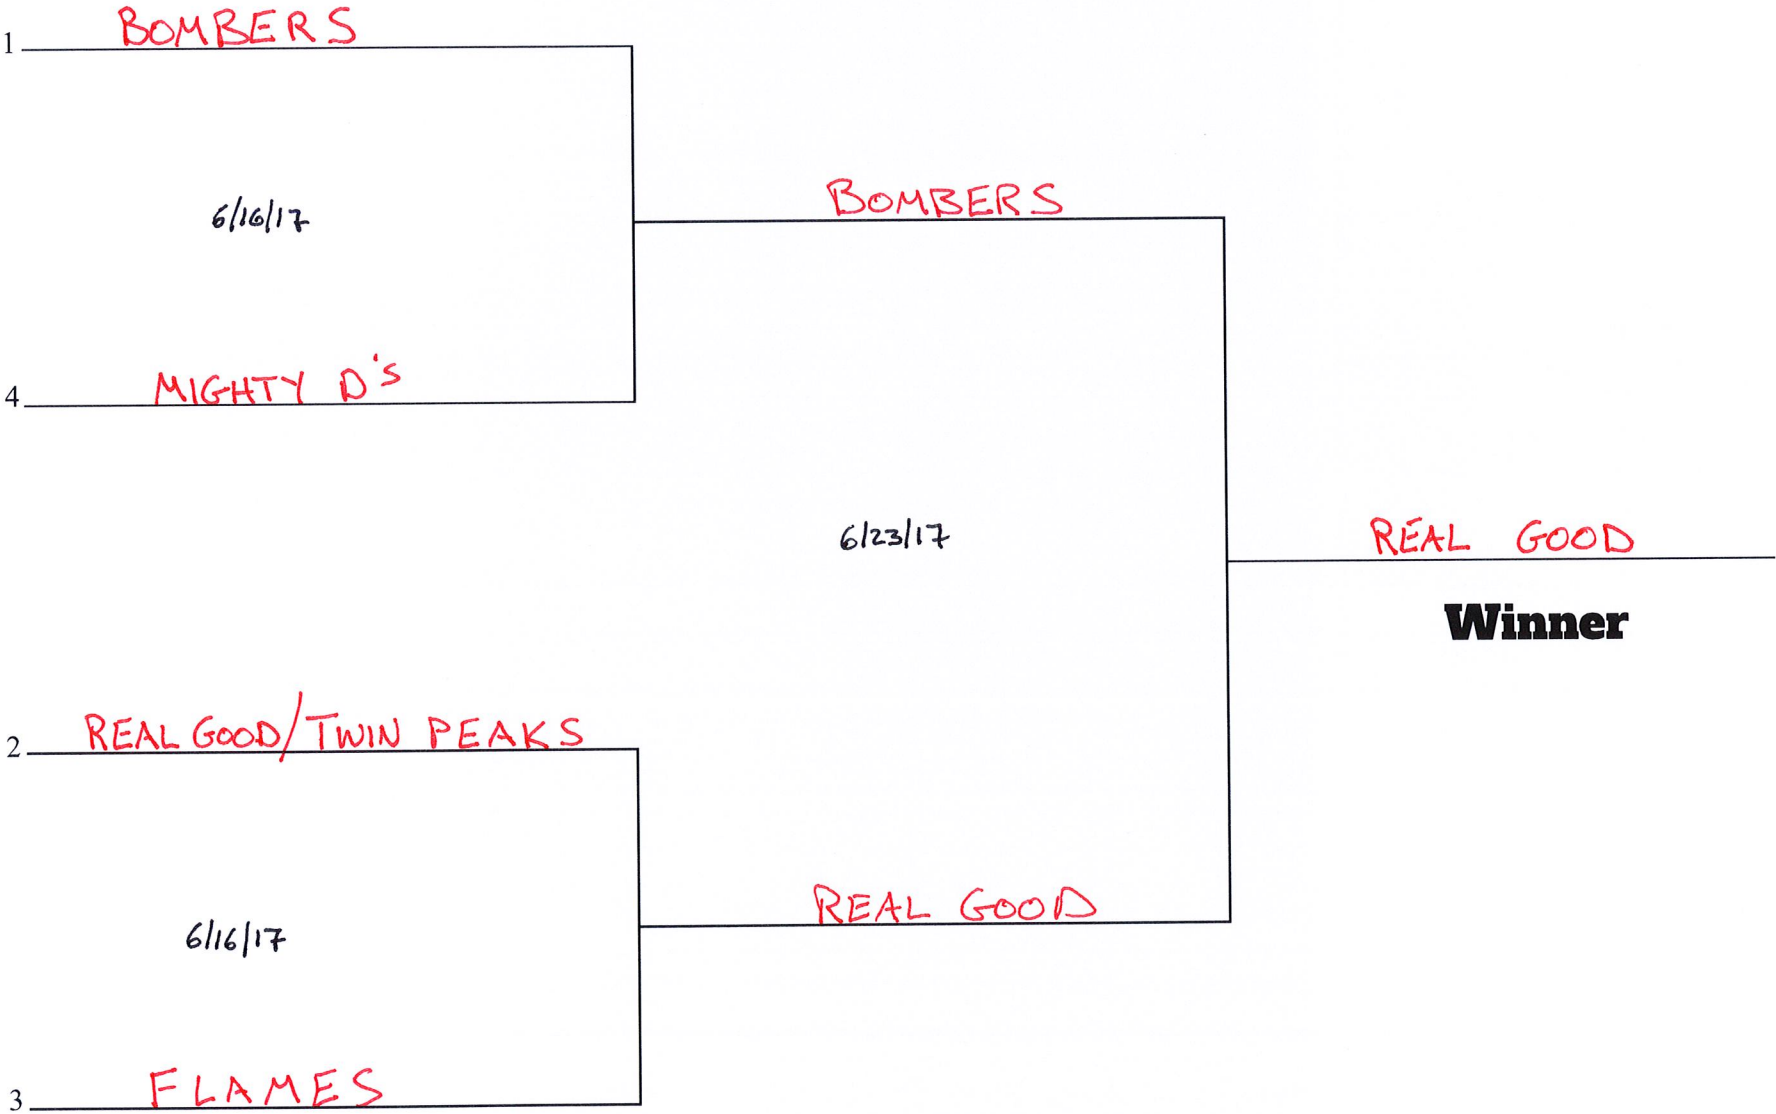 1 BOMBERS
6/16/17
BOMBERS
4 MIGHTY D'S
6/23/17
REAL GOOD
Winner
2 REAL GOOD/TWIN PEAKS
REAL GOOD
6/16/17
3 FLAMES